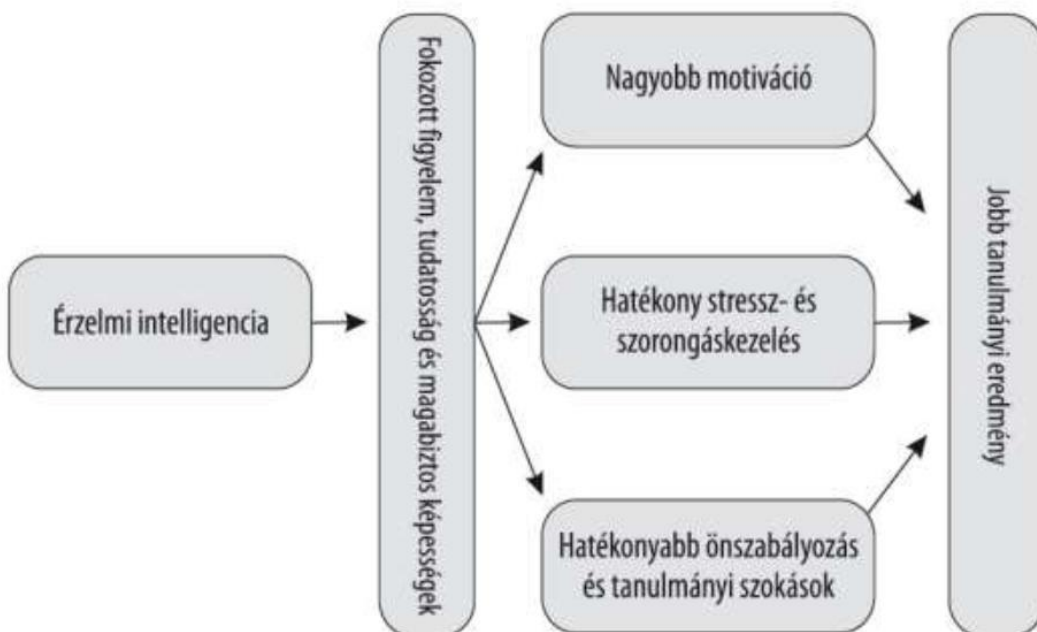 Érzelmi intelligencia
Fokozott figyelem, tudatosság és magabiztos képességek
Nagyobb motiváció
Hatékony stressz- és
szorongáskezelés
Hatékonyabb önszabályozás
és tanulmányi szokások
Jobb tanulmányi eredmény